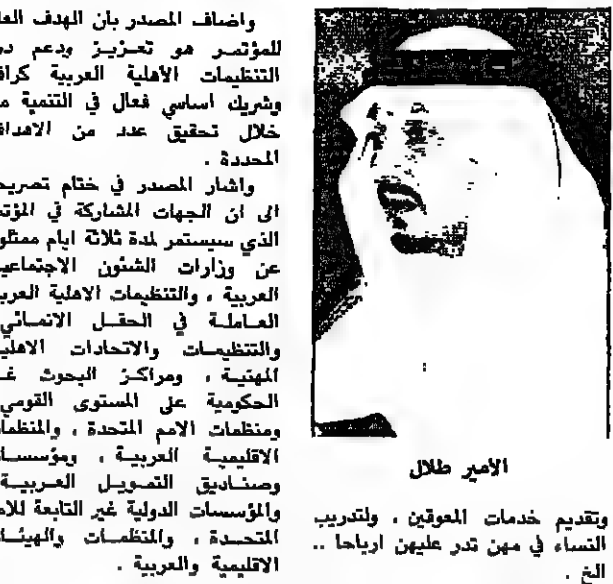 الأمير طلال
وتقديم خدمات المعوقين ، ولتدريب
النساء في مهن تدر عليهن ارباحا ..
الخ .
واضاف المصدر بان الهدف العا
للمؤتمر هو تعزيز ودعم در
التنظيمات الأهلية العربية كراف
وشريك اساسي فعال في التنمية م
خلال تحقيق عدد من الاهداف
المحددة .
واشار المصدر في ختام تصريح
الى ان الجهات المشاركة في المؤتم
الذي سيستمر لمدة ثلاثة ايام ممثلو
عن وزارات الشئون الاجتماعي
العربية ، والتنظيمات الاهلية العربي
العاملة في الحقل الانمائي
والتنظيمات والاتحادات الاهلي
المهنية ، ومراكز البحوث غ
الحكومية على المستوى القومي
ومنظمات الامم المتحدة ، والمنظما
الاقليمية العربية ، ومؤسسا
وصناديق التمويل العربية
والمؤسسات الدولية غير التابعة للام
المتحدة ، والمنظمات والهيئا
الاقليمية والعربية .